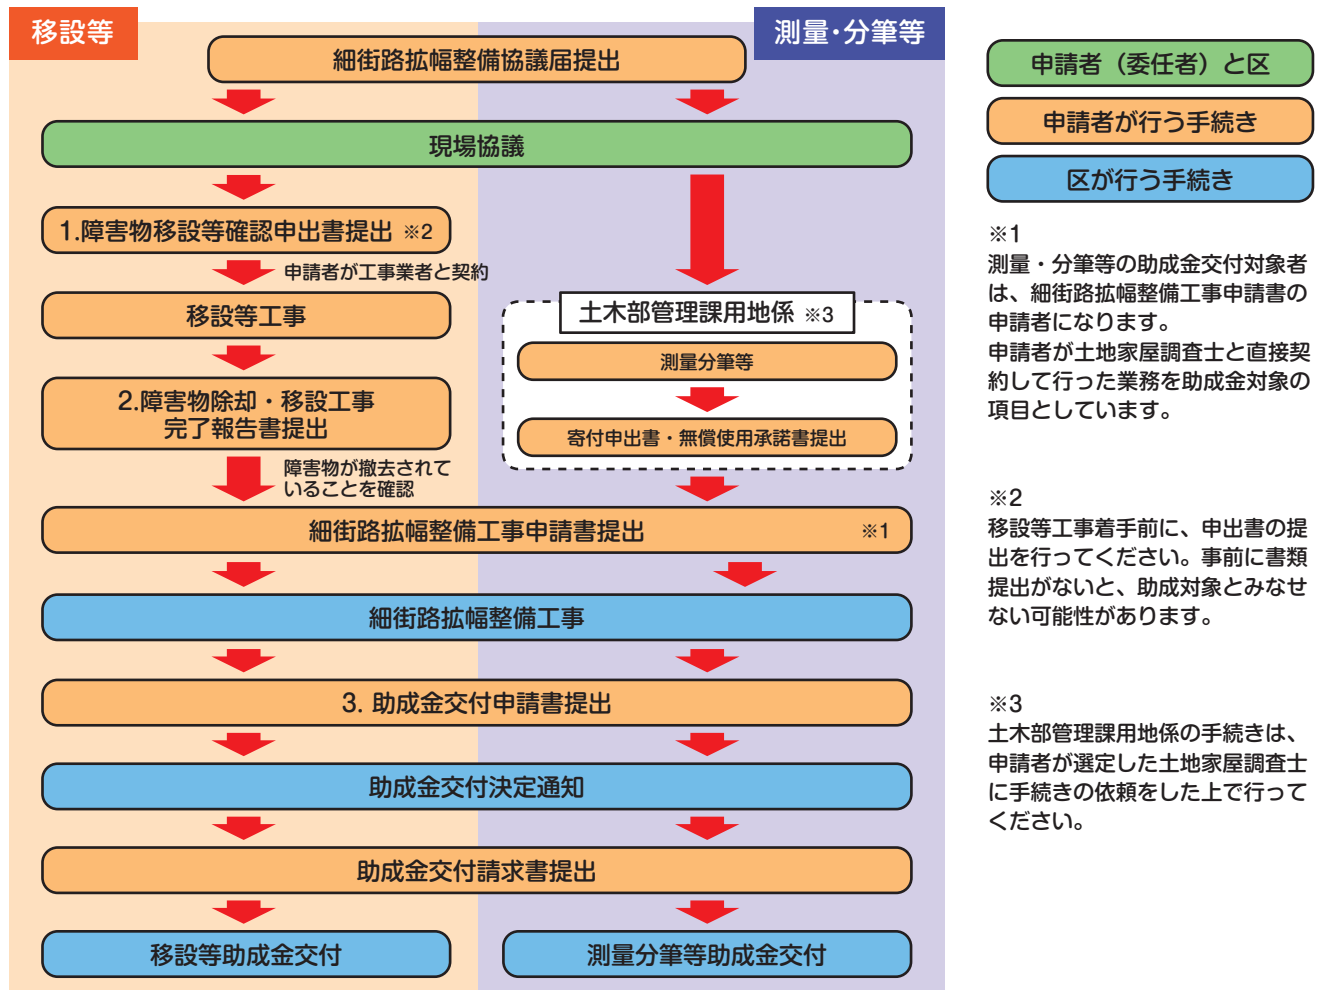 移設等
測量・分筆等
細街路拡幅整備協議届提出
現場協議
1.障害物移設等確認申出書提出 ※2
申請者が工事業者と契約
移設等工事
2.障害物除却・移設工事
完了報告書提出
障害物が撤去されて
いることを確認
土木部管理課用地係 ※3
測量分筆等
寄付申出書・無償使用承諾書提出
細街路拡幅整備工事申請書提出 ※1
細街路拡幅整備工事
3. 助成金交付申請書提出
助成金交付決定通知
助成金交付請求書提出
移設等助成金交付
測量分筆等助成金交付
申請者（委任者）と区
申請者が行う手続き
区が行う手続き
※1
測量・分筆等の助成金交付対象者
は、細街路拡幅整備工事申請書の
申請者になります。
申請者が土地家屋調査士と直接契
約して行った業務を助成金対象の
項目としています。
※2
移設等工事着手前に、申出書の提
出を行ってください。事前に書類
提出がないと、助成対象とみなせ
ない可能性があります。
※3
土木部管理課用地係の手続きは、
申請者が選定した土地家屋調査士
に手続きの依頼をした上で行って
ください。